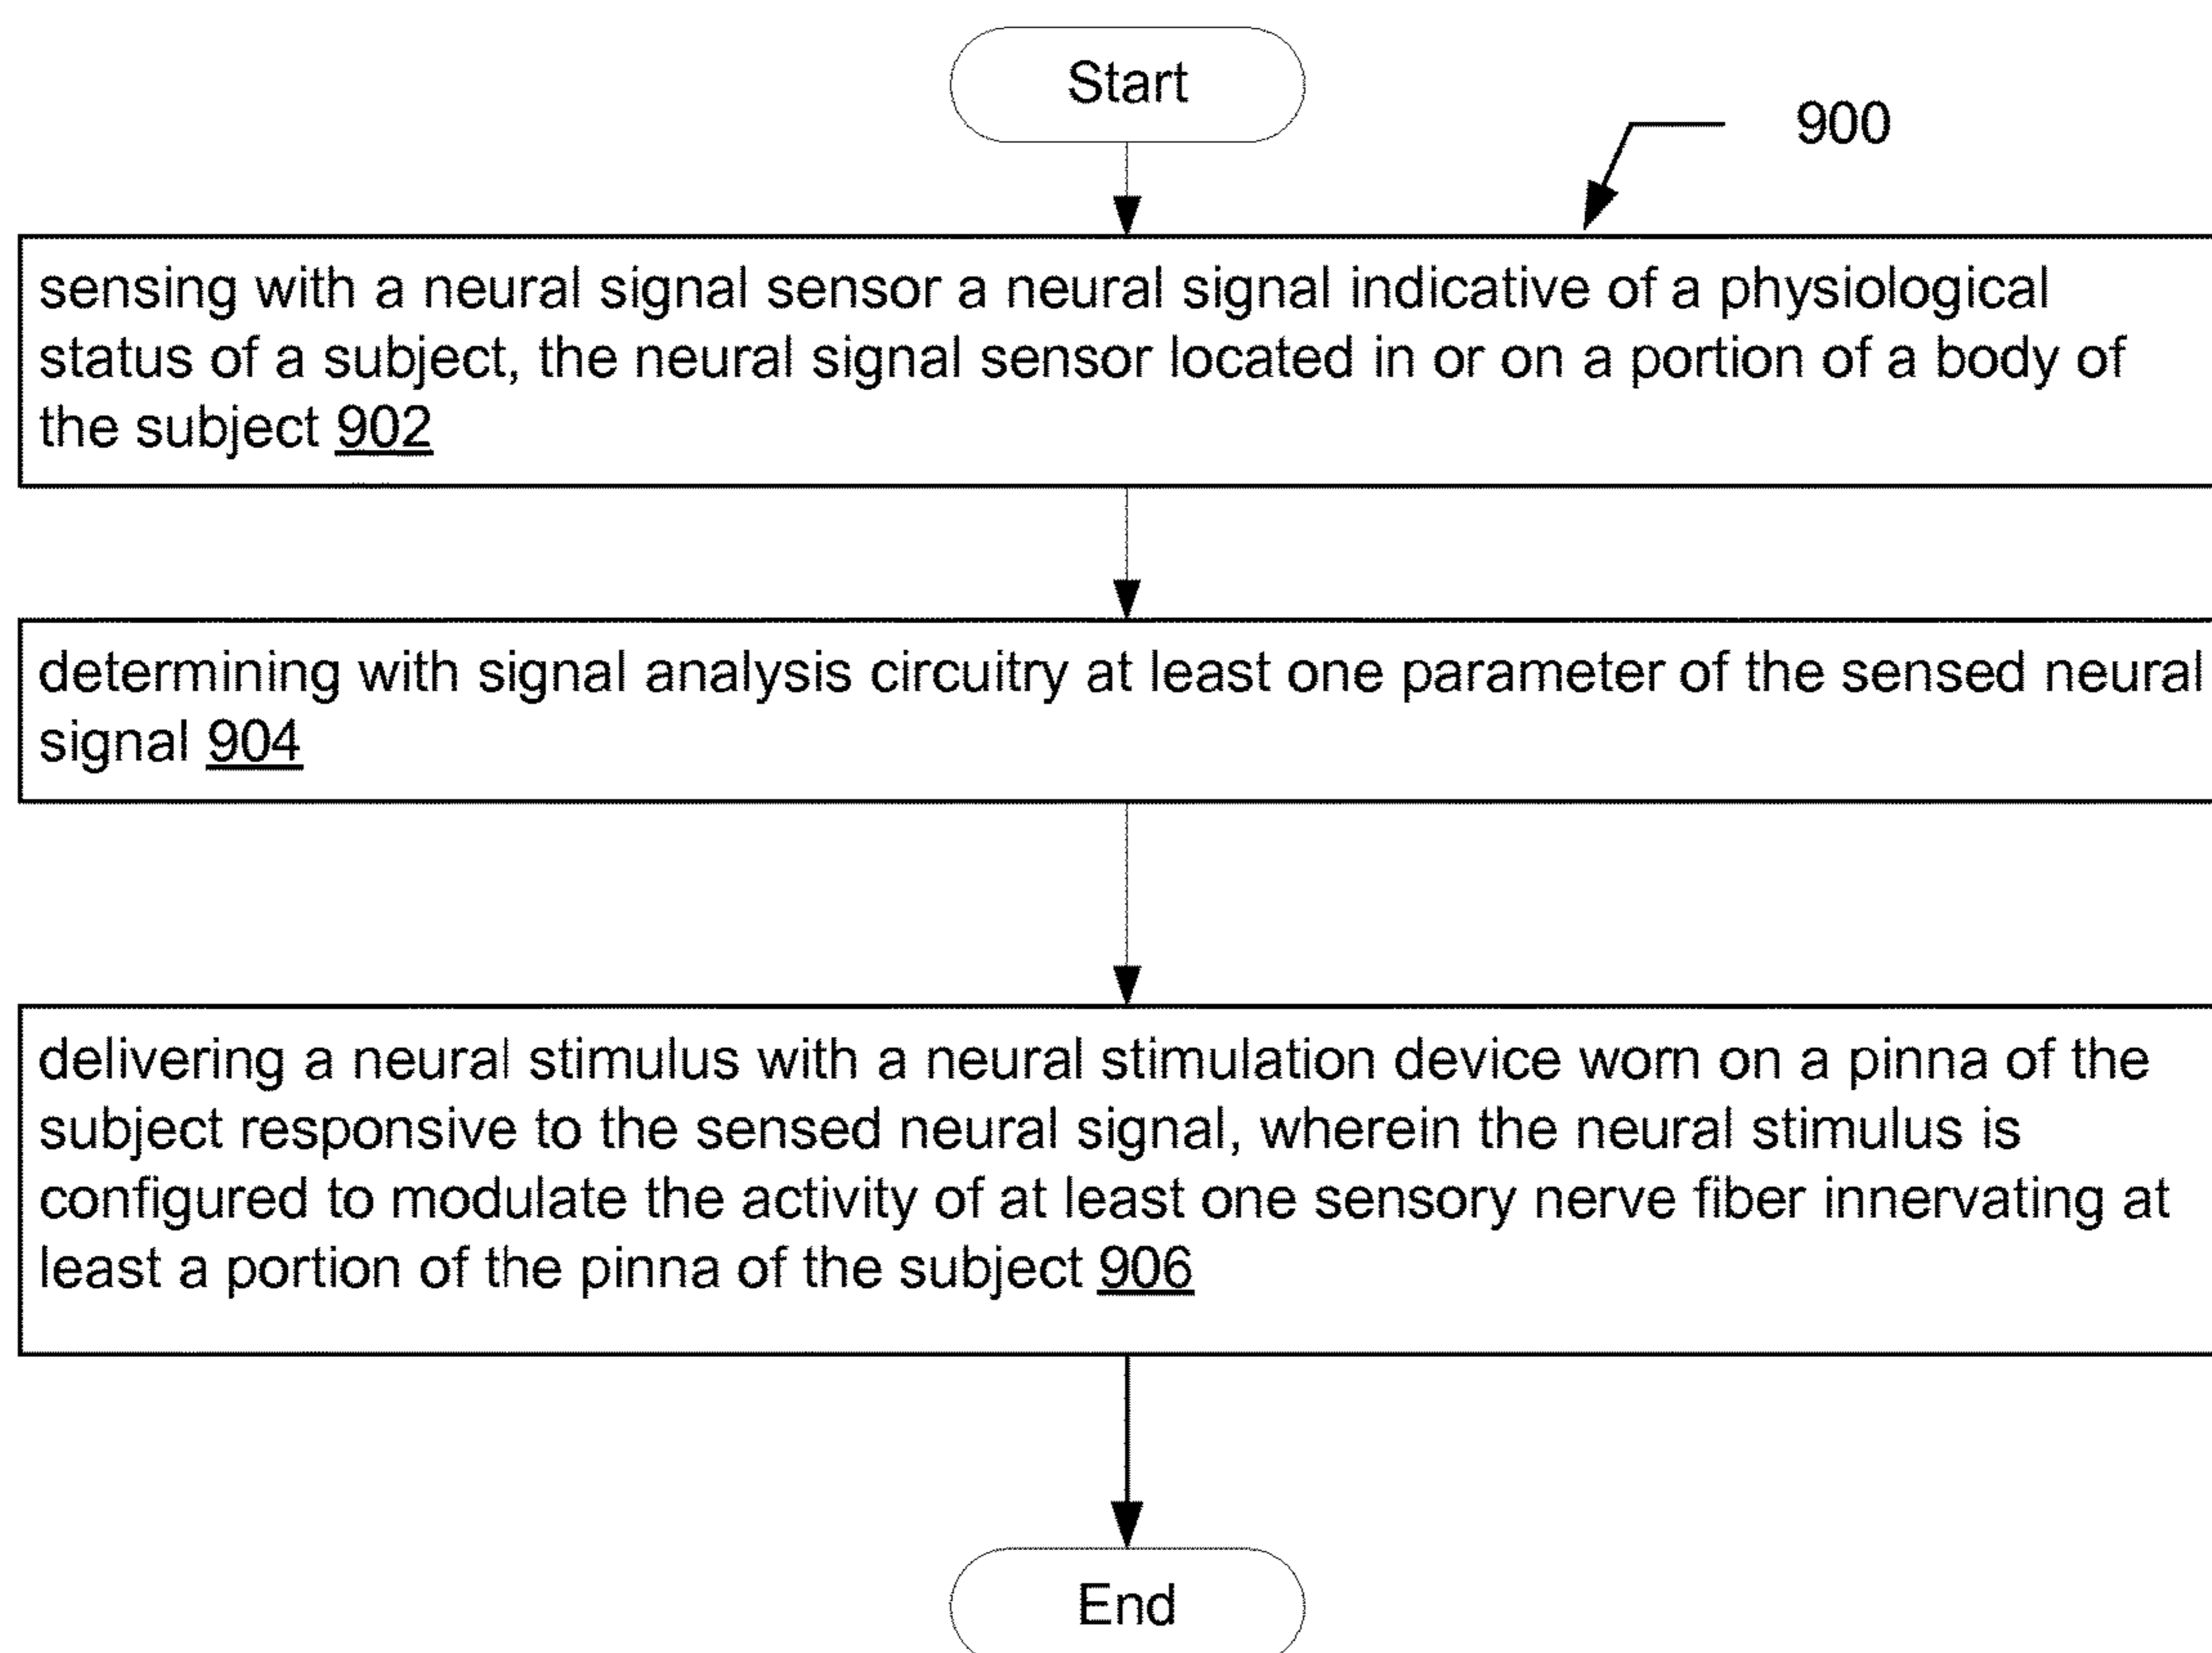 Start
900
sensing with a neural signal sensor a neural signal indicative of a physiological
status of a subject, the neural signal sensor located in or on a portion of a body of
the subject 902
determining with signal analysis circuitry at least one parameter of the sensed neural
signal 904
delivering a neural stimulus with a neural stimulation device worn on a pinna of the
subject responsive to the sensed neural signal, wherein the neural stimulus is
configured to modulate the activity of at least one sensory nerve fiber innervating at
least a portion of the pinna of the subject 906
End